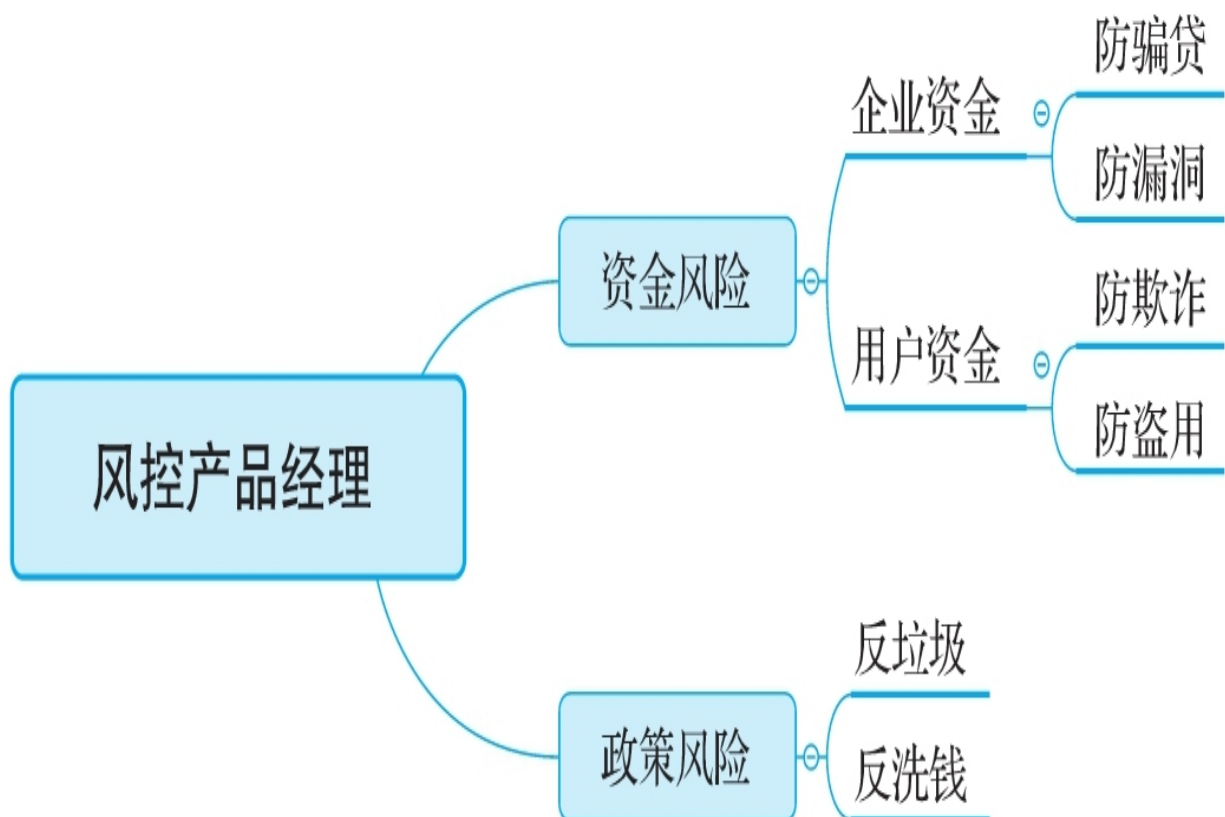 风控产品经理
资金风险
企业资金
防骗贷
防漏洞
用户资金
防欺诈
防盗用
政策风险
反垃圾
反洗钱